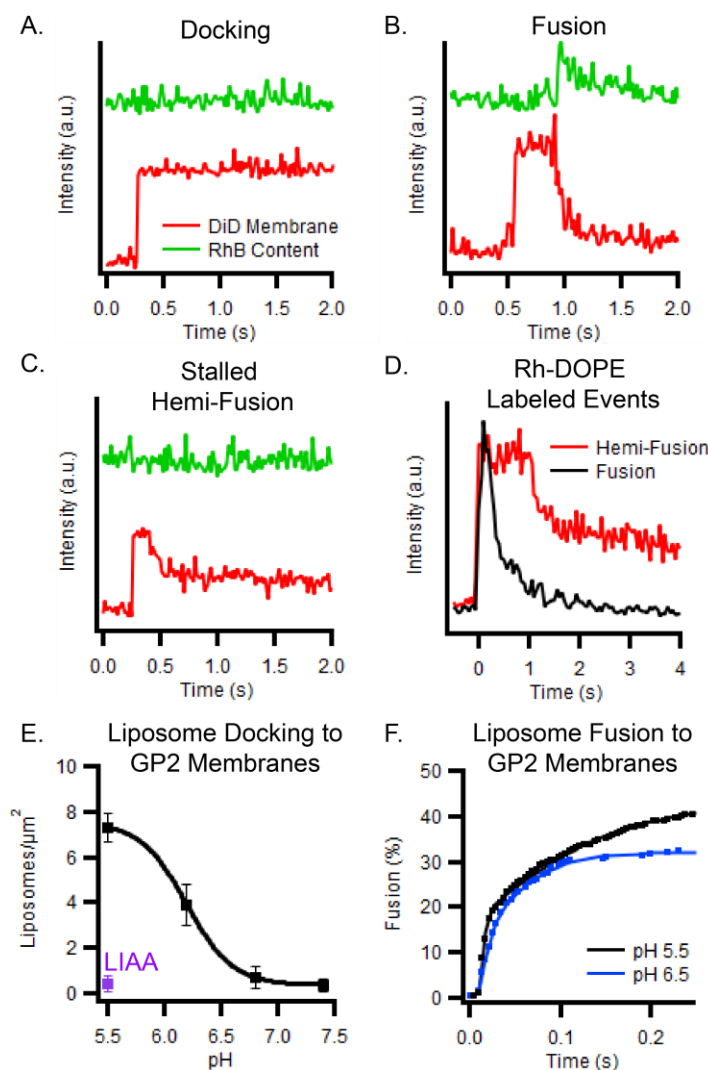 A.
Docking
Intensity (a.u.)
DiD Membrane
RhB Content
0.0 0.5 1.0 1.5 2.0
Time (s)
B.
Fusion
Intensity (a.u.)
0.0 0.5 1.0 1.5 2.0
Time (s)
C.
Stalled
Hemi-Fusion
Intensity (a.u.)
0.0 0.5 1.0 1.5 2.0
Time (s)
D.
Rh-DOPE
Labeled Events
Intensity (a.u.)
Hemi-Fusion
Fusion
0 1 2 3 4
Time (s)
E.
Liposome Docking to
GP2 Membranes
Liposomes/µm²
10
8
6
4
2
0
LIAA
5.5 6.0 6.5 7.0 7.5
pH
F.
Liposome Fusion to
GP2 Membranes
Fusion (%)
50
40
30
20
10
0
pH 5.5
pH 6.5
0.0 0.1 0.2
Time (s)